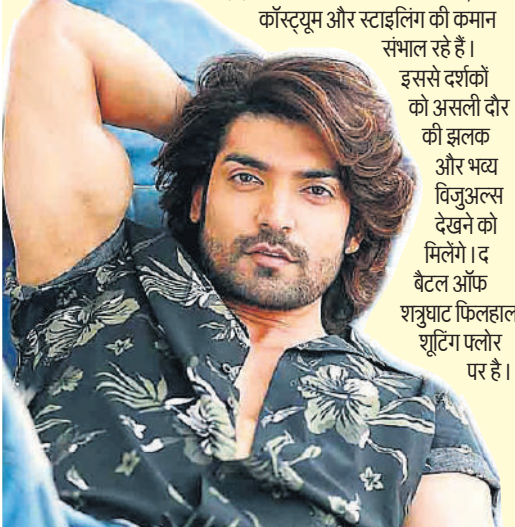 कॉस्ट्यूम और स्टाइलिंग की कमान
संभाल रहे हैं।
इससे दर्शकों
को असली दौर
की झलक
और भव्य
विजुअल्स
देखने को
मिलेंगे। द
बैटल ऑफ
शत्रुघाट फिलहाल
शूटिंग फ्लोर
पर है।